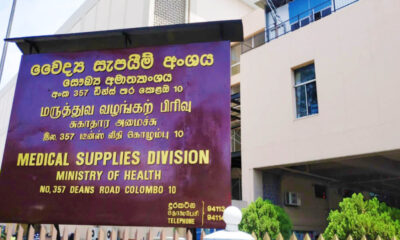 වෛද්‍ය සැපයීම් අංශය
සෞඛ්‍ය අමාත්‍යංශය
අංක 357 ඩීන්ස් පාර කොළඹ 10
மருத்துவ வழங்கற் பிரிவு
சுகாதார அமைச்சு
இல 357 டீன்ஸ் வீதி கொழும்பு 10
MEDICAL SUPPLIES DIVISION
MINISTRY OF HEALTH
NO, 357 DEANS ROAD COLOMBO 10
දුරකථන
TELEPHONE